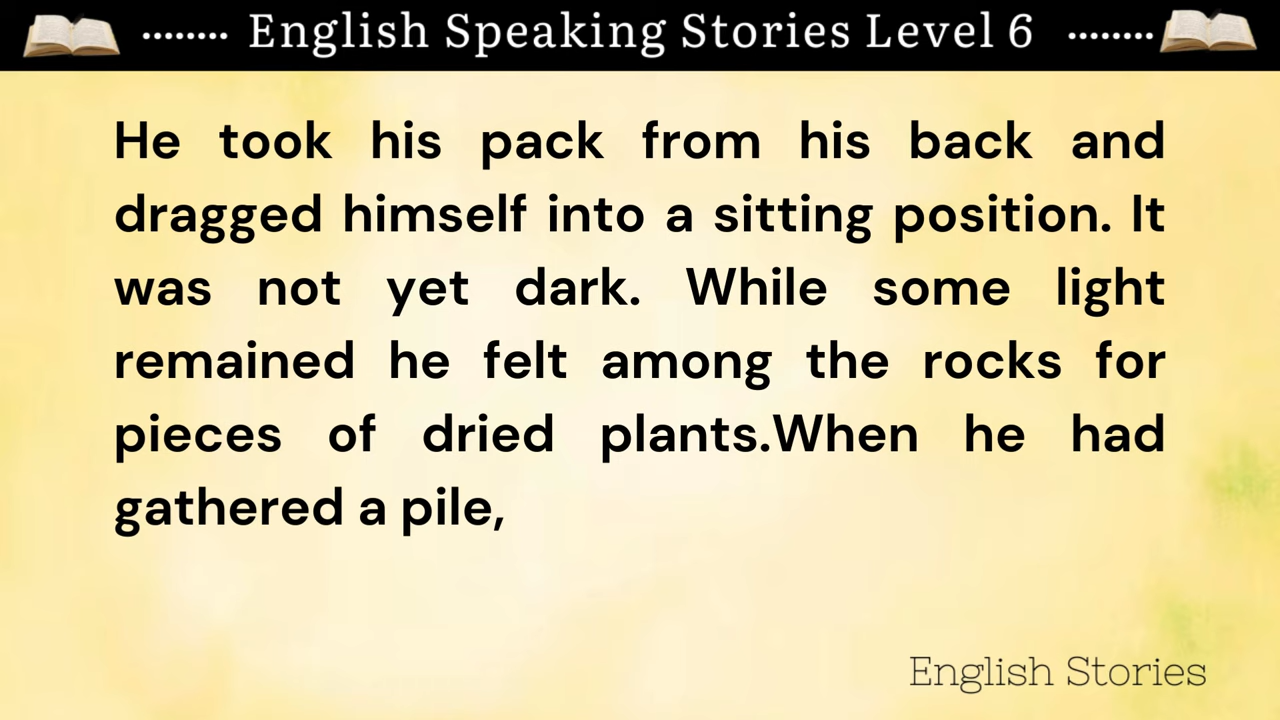 ........ English Speaking Stories Level 6 ........
He took his pack from his back and
dragged himself into a sitting position. It
was not yet dark. While some light
remained he felt among the rocks for
pieces of dried plants.When he had
gathered a pile,
English Stories